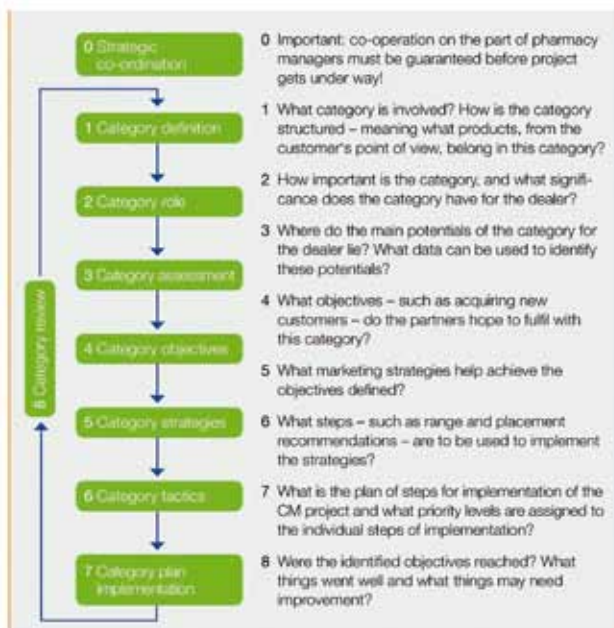 0 Strategic
co-ordination
1 Category definition
2 Category role
3 Category assessment
4 Category objectives
5 Category strategies
6 Category tactics
7 Category plan
implementation
8 Category review
0 Important: co-operation on the part of pharmacy
managers must be guaranteed before project
gets under way!
1 What category is involved? How is the category
structured – meaning what products, from the
customer's point of view, belong in this category?
2 How important is the category, and what signifi-
cance does the category have for the dealer?
3 Where do the main potentials of the category for
the dealer lie? What data can be used to identify
these potentials?
4 What objectives – such as acquiring new
customers – do the partners hope to fulfil with
this category?
5 What marketing strategies help achieve the
objectives defined?
6 What steps – such as range and placement
recommendations – are to be used to implement
the strategies?
7 What is the plan of steps for implementation of the
CM project and what priority levels are assigned to
the individual steps of implementation?
8 Were the identified objectives reached? What
things went well and what things may need
improvement?